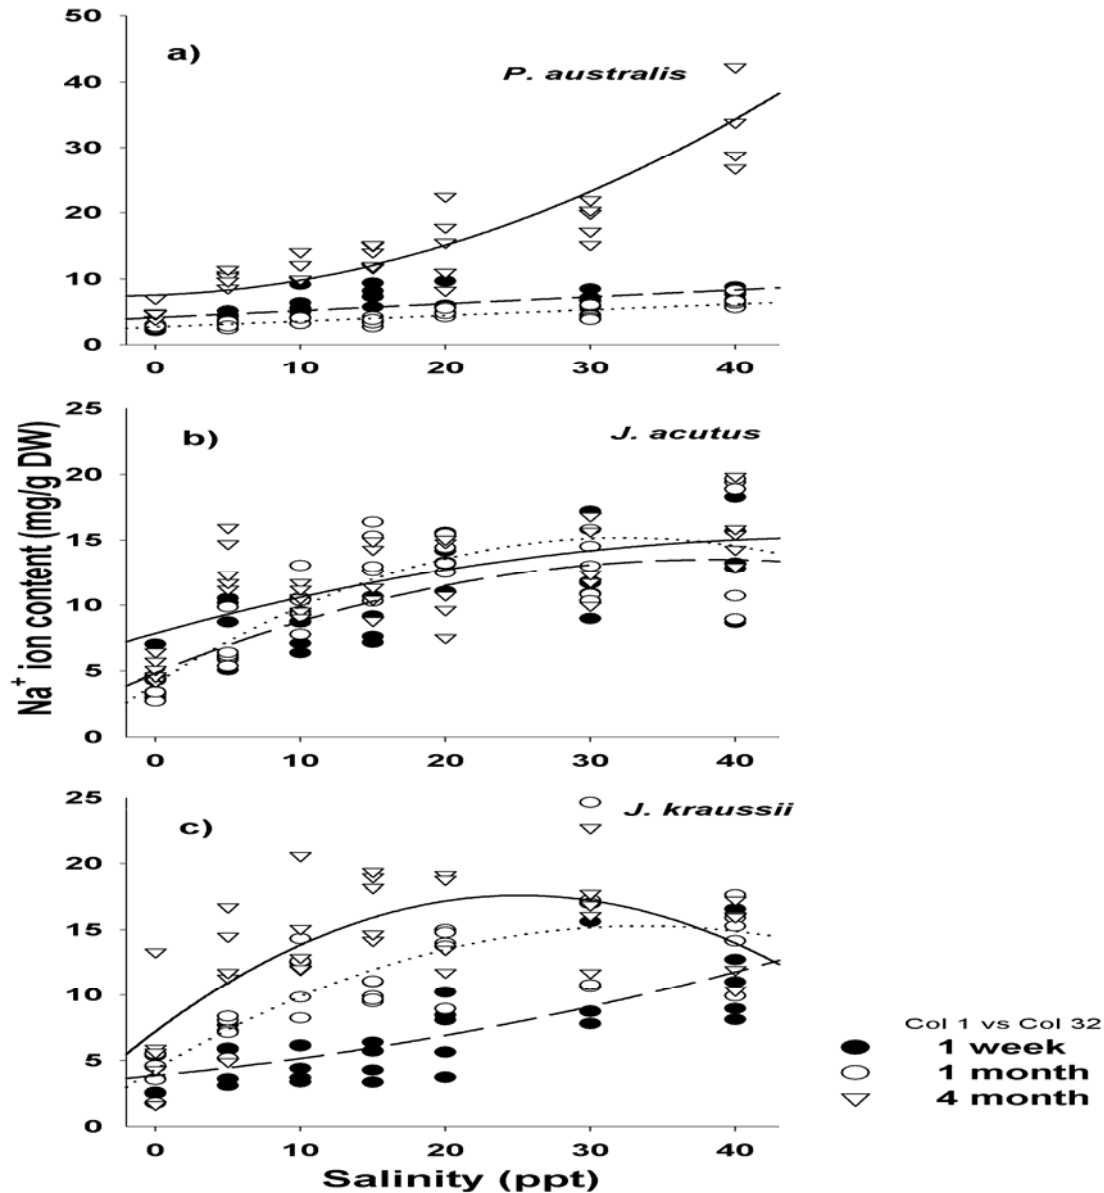 50
a)
P. australis
40
30
20
10
0
0 10 20 30 40
25
b)
J. acutus
20
15
10
5
0
0 10 20 30 40
Na+ ion content (mg/g DW)
25
c)
J. kraussii
20
15
10
5
0
0 10 20 30 40
Salinity (ppt)
Col 1 vs Col 32
1 week
1 month
4 month